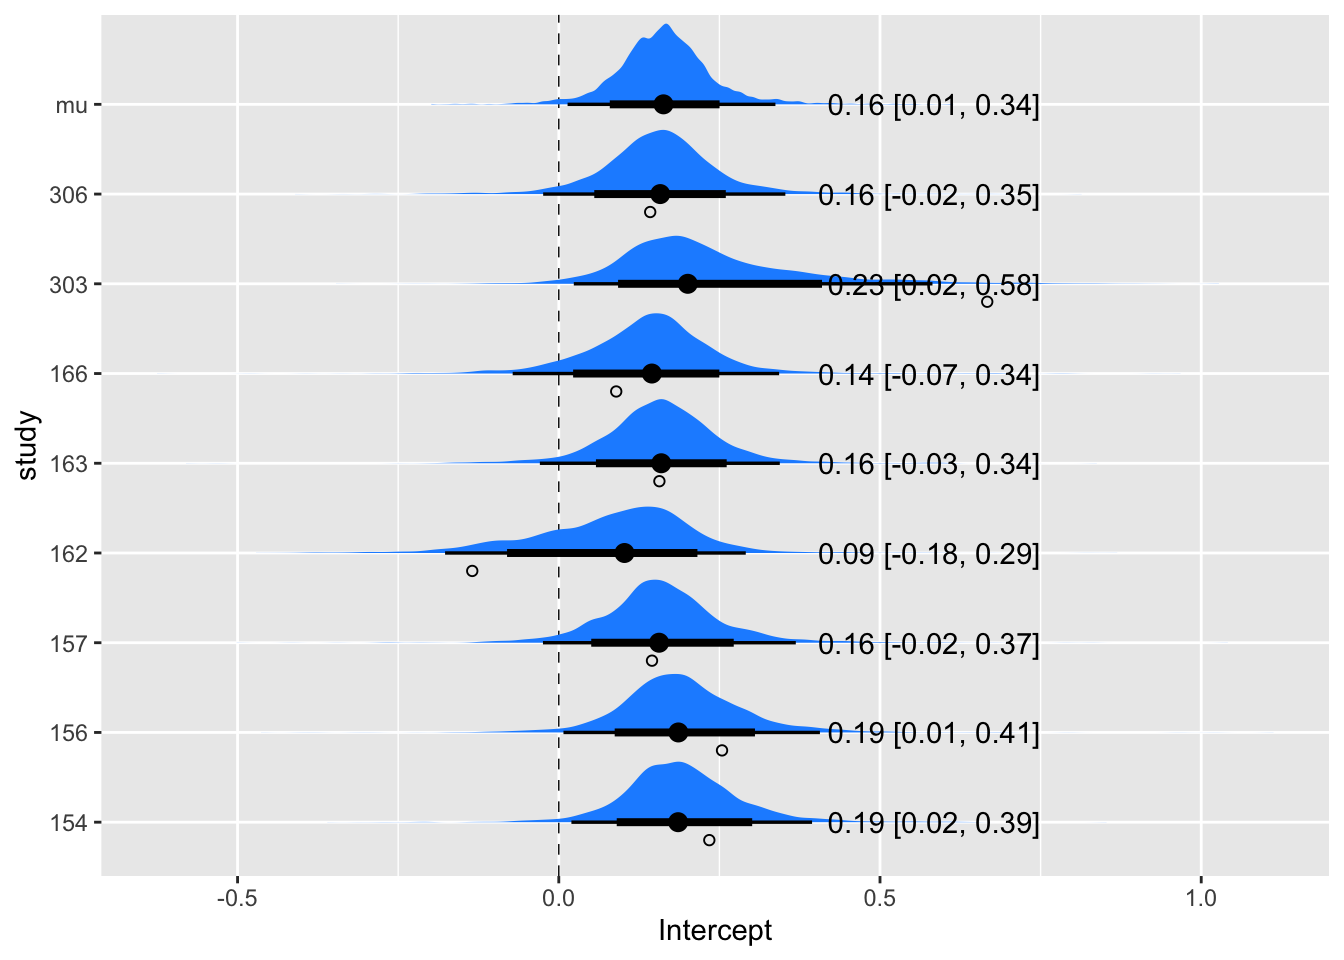 mu 0.16 [0.01, 0.34]
306 0.16 [-0.02, 0.35]
303 0.23 [0.02, 0.58]
166 0.14 [-0.07, 0.34]
163 0.16 [-0.03, 0.34]
162 0.09 [-0.18, 0.29]
157 0.16 [-0.02, 0.37]
156 0.19 [0.01, 0.41]
154 0.19 [0.02, 0.39]
study
-0.5 0.0 0.5 1.0
Intercept